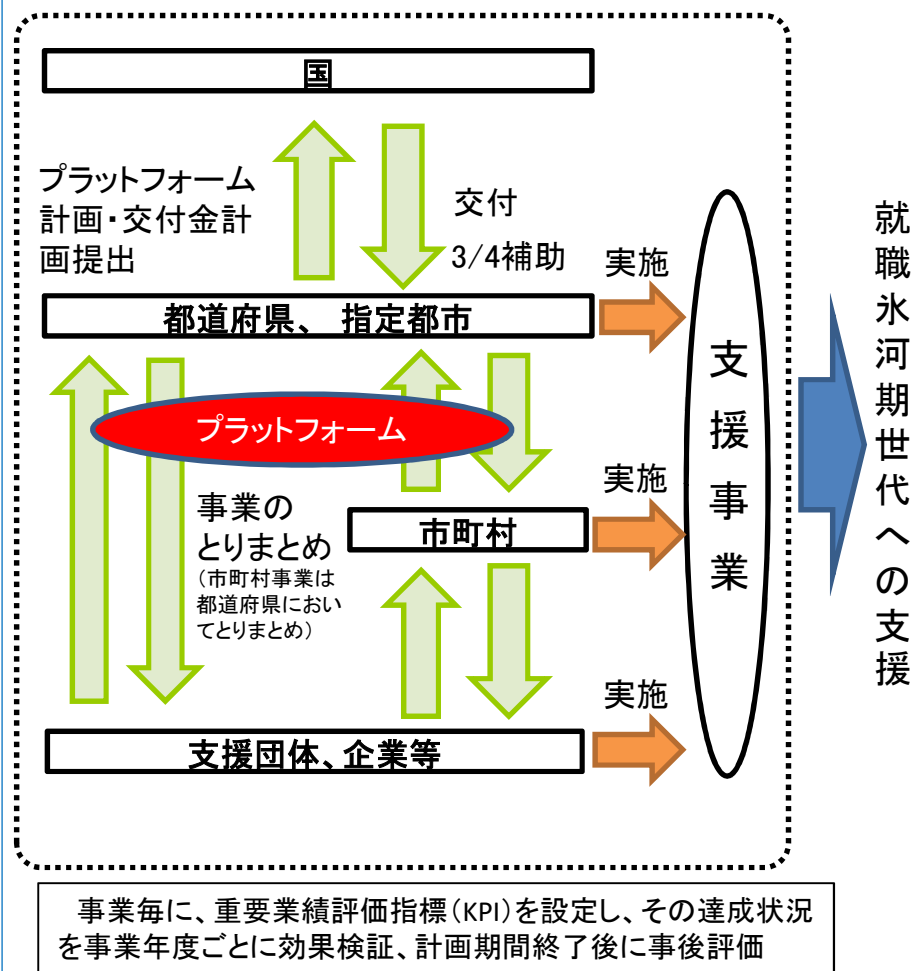 国
プラットフォーム
計画・交付金計
画提出
交付
3/4補助
実施
都道府県、 指定都市
プラットフォーム
事業の
とりまとめ
（市町村事業は
都道府県におい
てとりまとめ）
実施
市町村
実施
支援団体、企業等
支援事業
就職氷河期世代への支援
事業毎に、重要業績評価指標（KPI）を設定し、その達成状況
を事業年度ごとに効果検証、計画期間終了後に事後評価